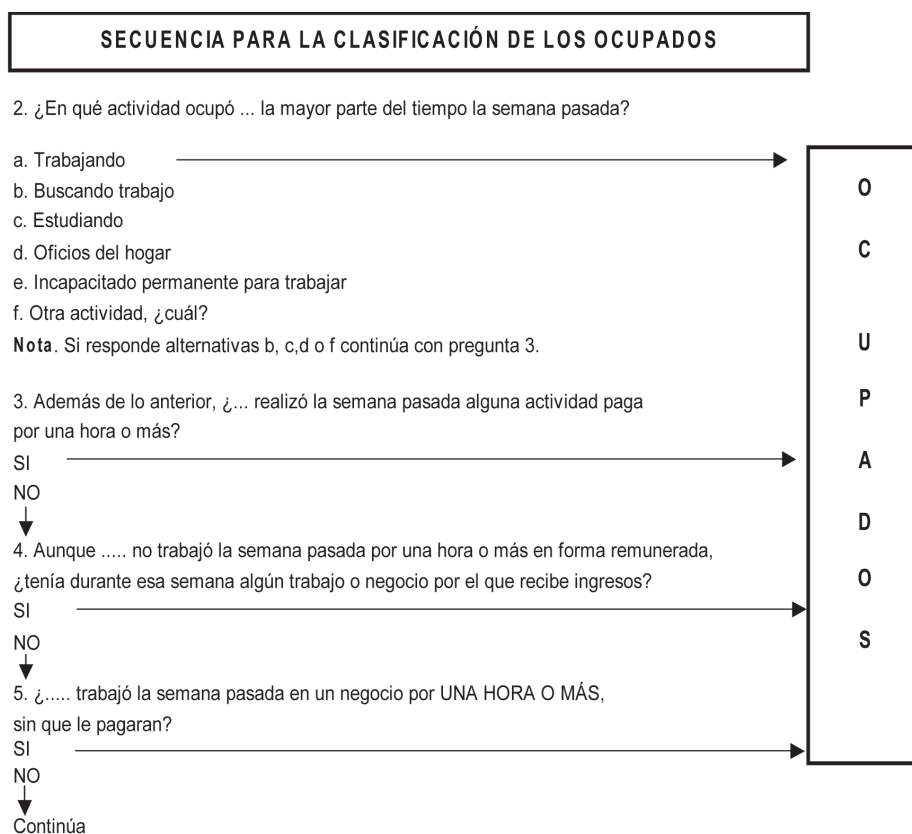 SECUENCIA PARA LA CLASIFICACIÓN DE LOS OCUPADOS
2. ¿En qué actividad ocupó ... la mayor parte del tiempo la semana pasada?
a. Trabajando
b. Buscando trabajo
c. Estudiando
d. Oficios del hogar
e. Incapacitado permanente para trabajar
f. Otra actividad, ¿cuál?
Nota. Si responde alternativas b, c,d o f continúa con pregunta 3.
3. Además de lo anterior, ¿... realizó la semana pasada alguna actividad paga
por una hora o más?
SI
NO
4. Aunque ..... no trabajó la semana pasada por una hora o más en forma remunerada,
¿tenía durante esa semana algún trabajo o negocio por el que recibe ingresos?
SI
NO
5. ¿..... trabajó la semana pasada en un negocio por UNA HORA O MÁS,
sin que le pagaran?
SI
NO
Continúa
O
C
U
P
A
D
O
S